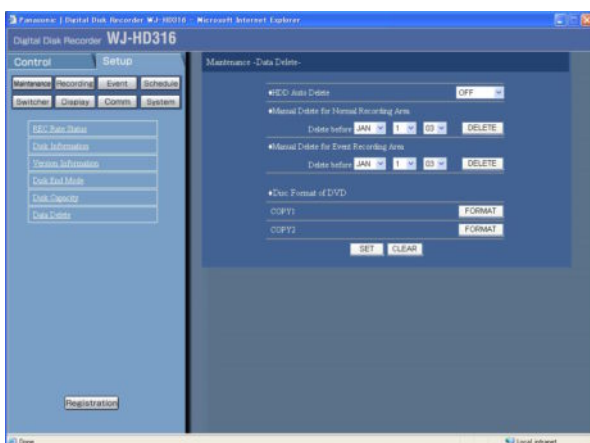 Panasonic | Digital Disk Recorder WJ-HD316 - Microsoft Internet Explorer
Digital Disk Recorder WJ-HD316
Control Setup
Maintenance Recording Event Schedule
Switcher Display Comm System
REC Rate Status
Disk Information
Version Information
Disk End Mode
Disk Capacity
Data Delete
Registration
Maintenance -Data Delete-
♦HDD Auto Delete OFF
♦Manual Delete for Normal Recording Area
Delete before JAN 1 03 DELETE
♦Manual Delete for Event Recording Area
Delete before JAN 1 03 DELETE
♦Disc Format of DVD
COPY1 FORMAT
COPY2 FORMAT
SET CLEAR
Done Local intranet